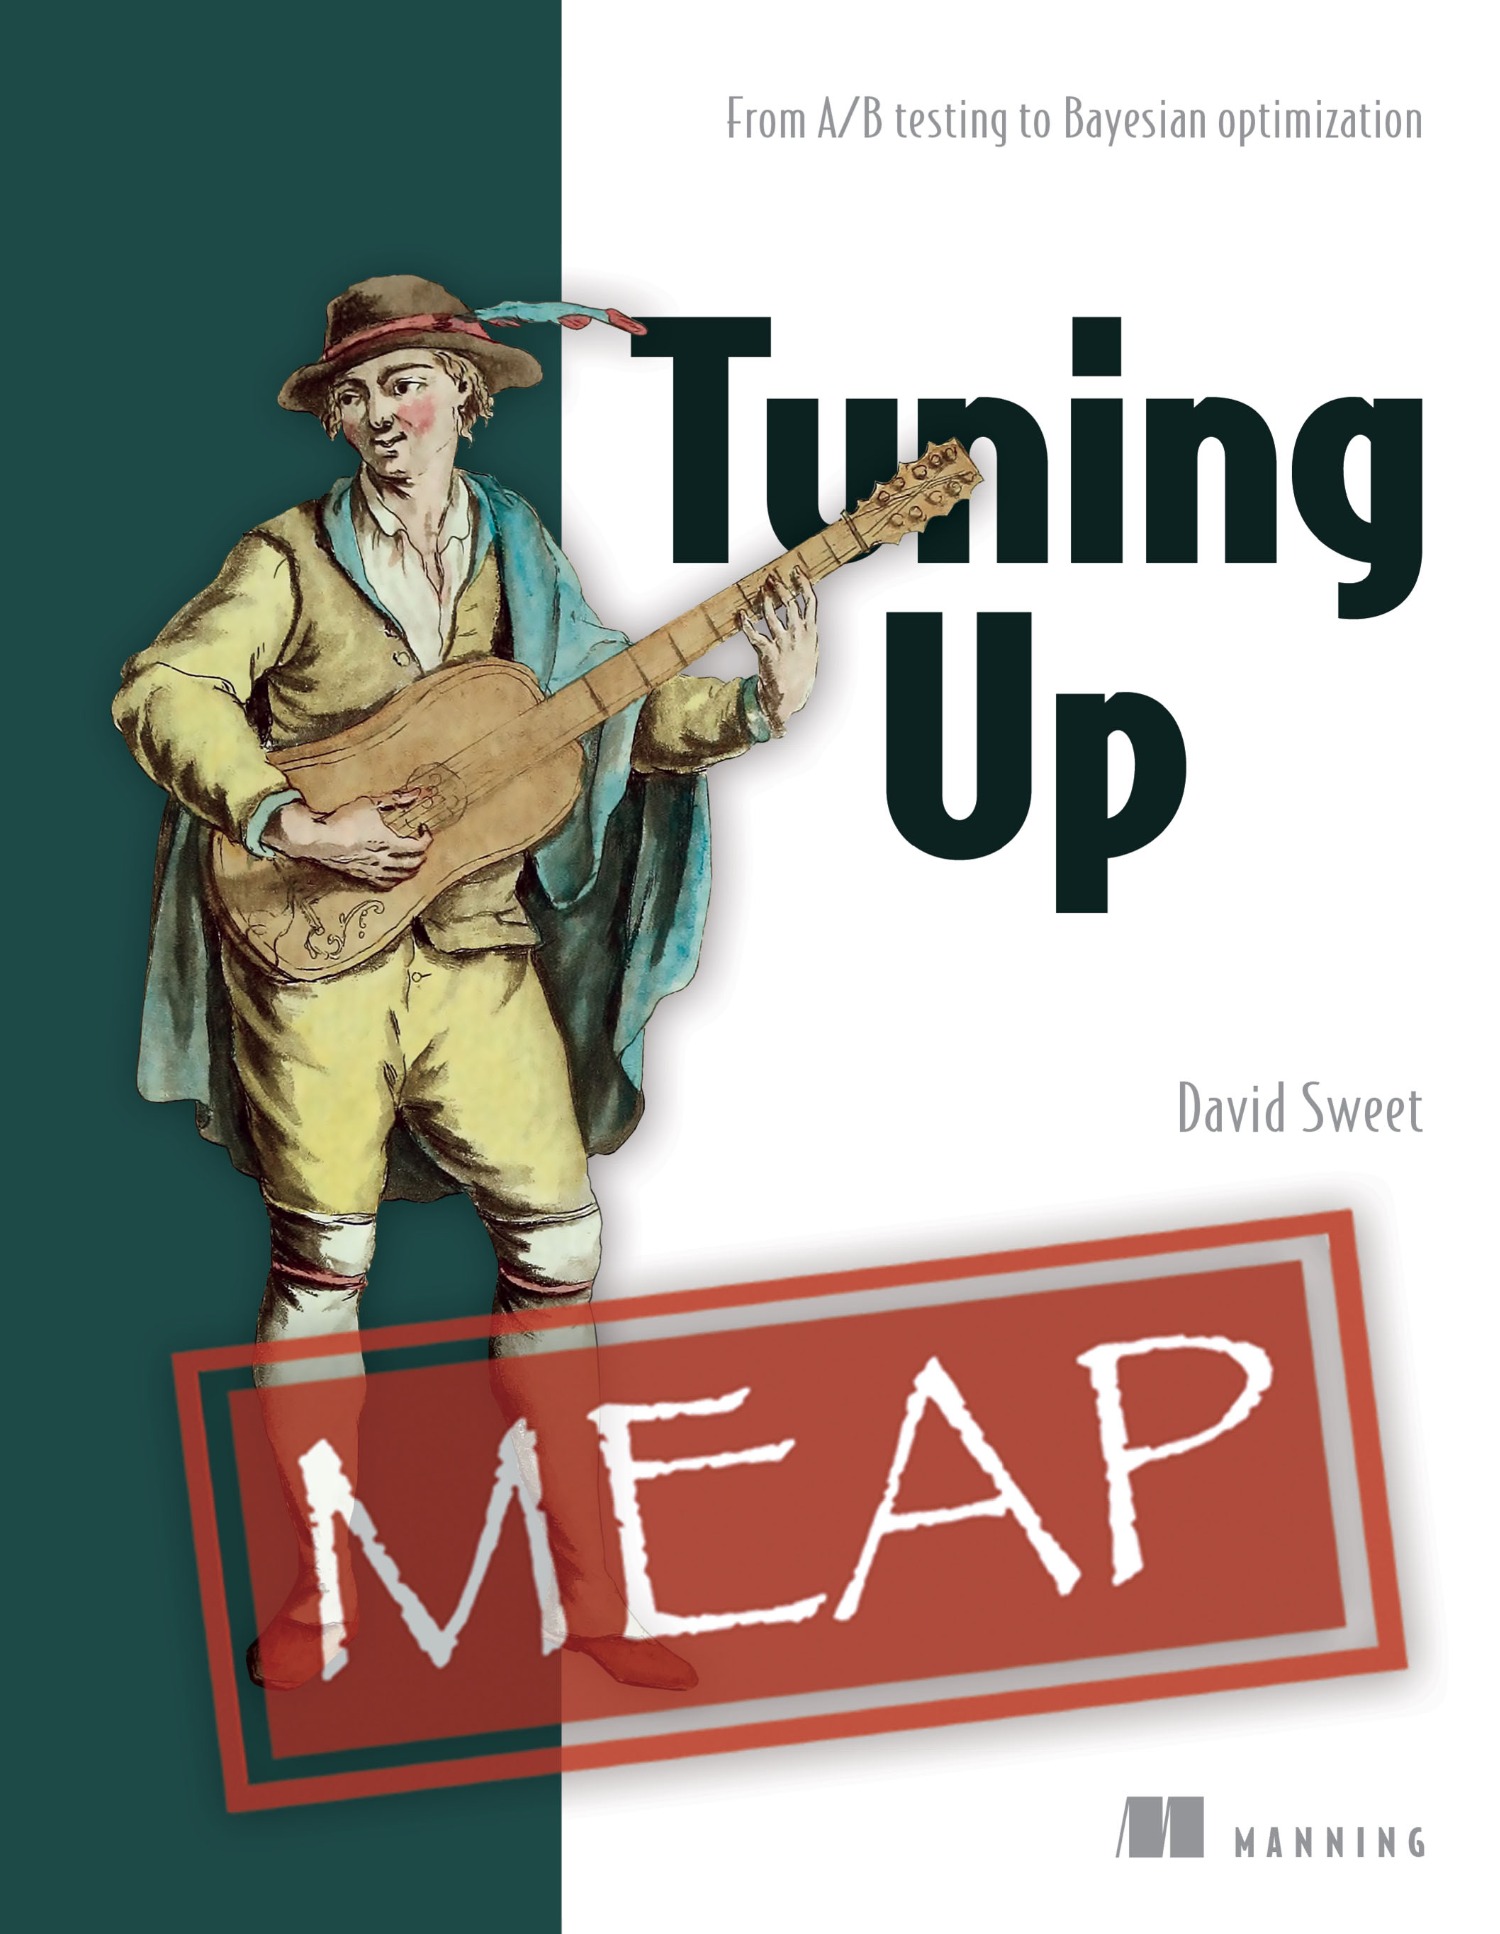 From A/B testing to Bayesian optimization
Tuning
Up
David Sweet
MEAP
MANNING